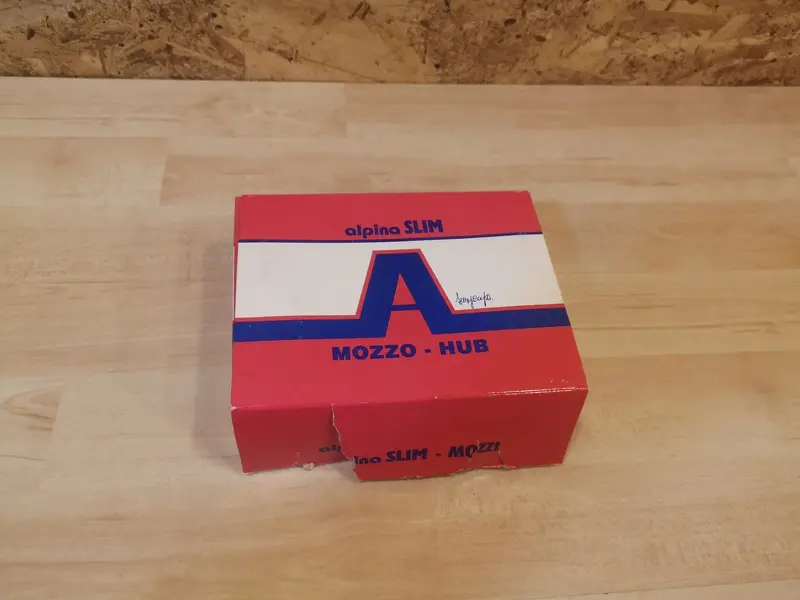 alpina SLIM
A
MOZZO - HUB
alpina SLIM - MOZZI